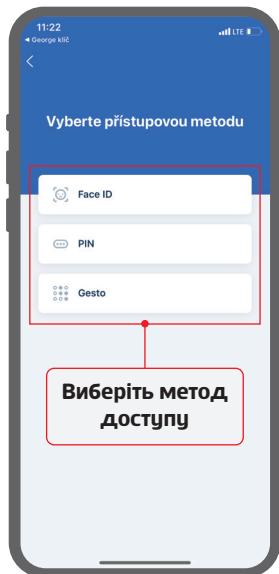 11:22
LTE
◄ George klíč
Vyberte přístupovou metodu
Face ID
PIN
Gesto
Виберіть метод
доступу